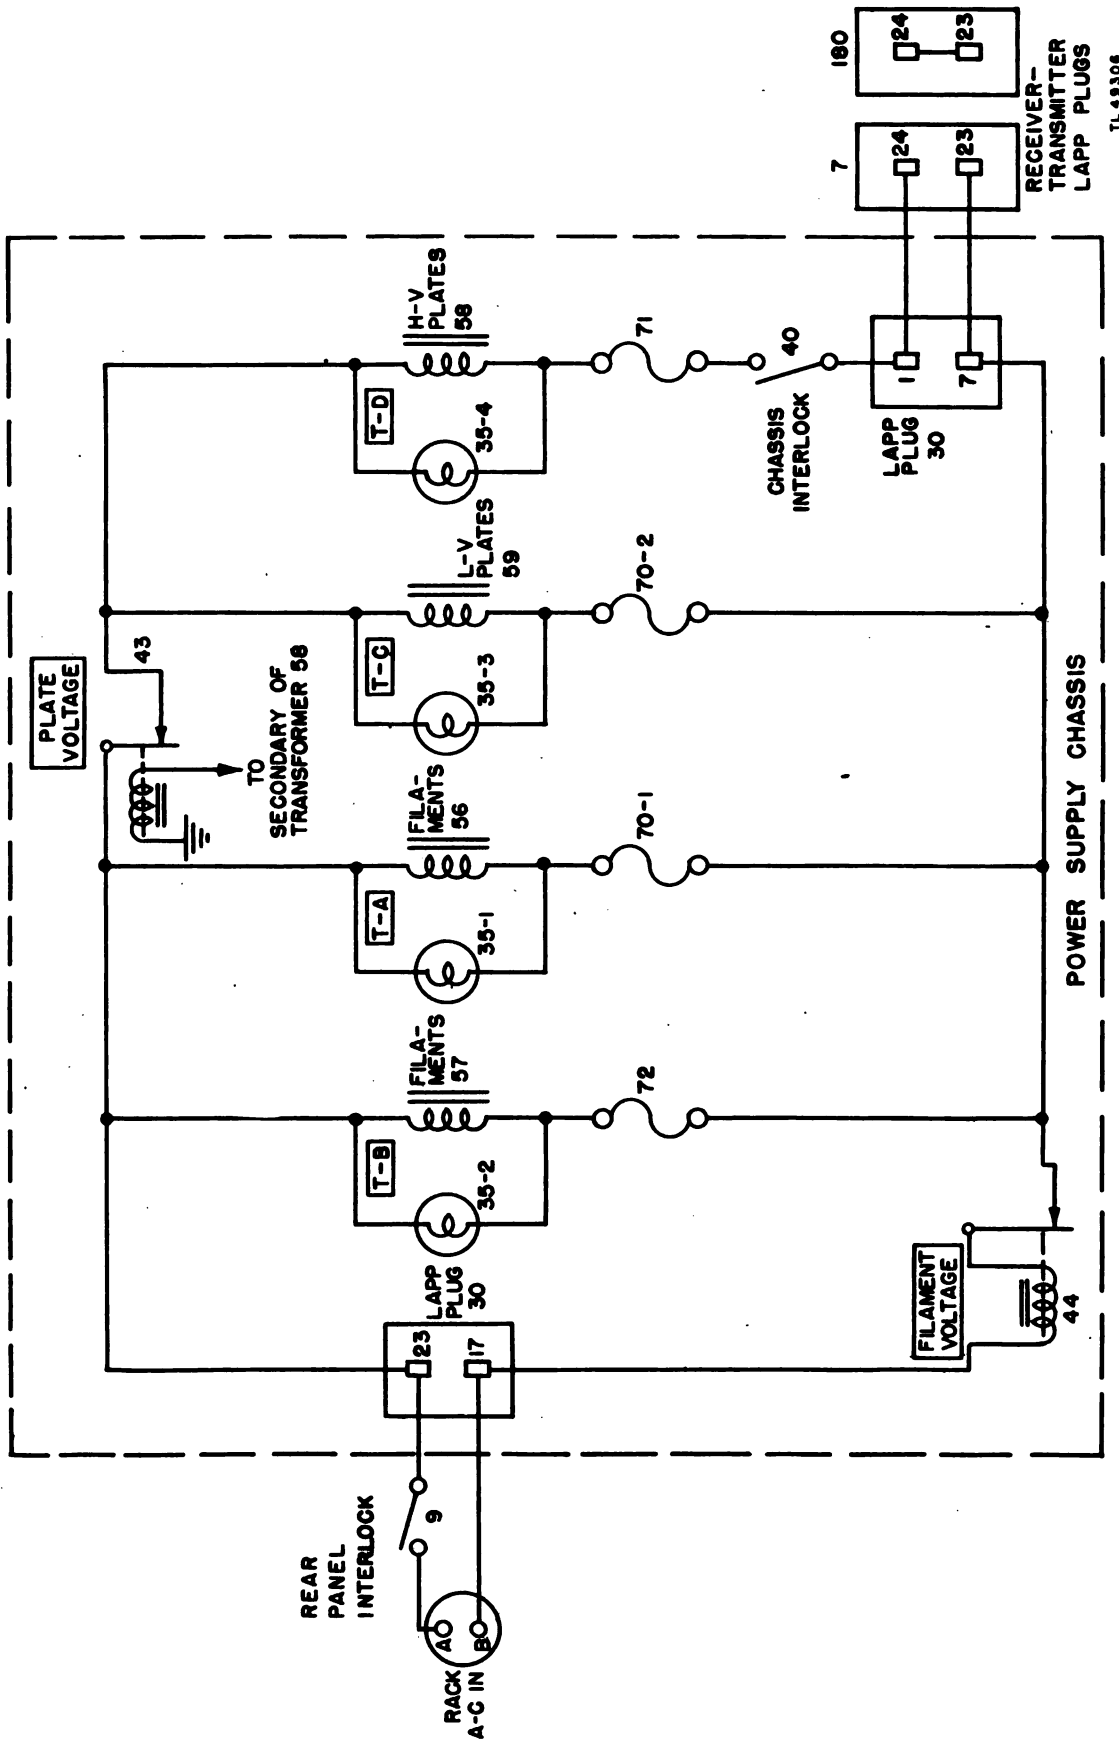 REAR
PANEL
INTERLOCK
9
RACK
A-C IN
A
B
LAPP
PLUG
30
23
17
FILAMENT
VOLTAGE
44
T-B
FILA-
MENTS
57
35-2
72
T-A
FILA-
MENTS
56
35-1
70-1
PLATE
VOLTAGE
43
TO
SECONDARY OF
TRANSFORMER 58
T-C
L-V
PLATES
59
35-3
70-2
T-D
H-V
PLATES
58
35-4
71
CHASSIS
INTERLOCK
40
LAPP
PLUG
30
1
7
POWER SUPPLY CHASSIS
7
24
23
180
24
23
RECEIVER-
TRANSMITTER
LAPP PLUGS
TL 49306